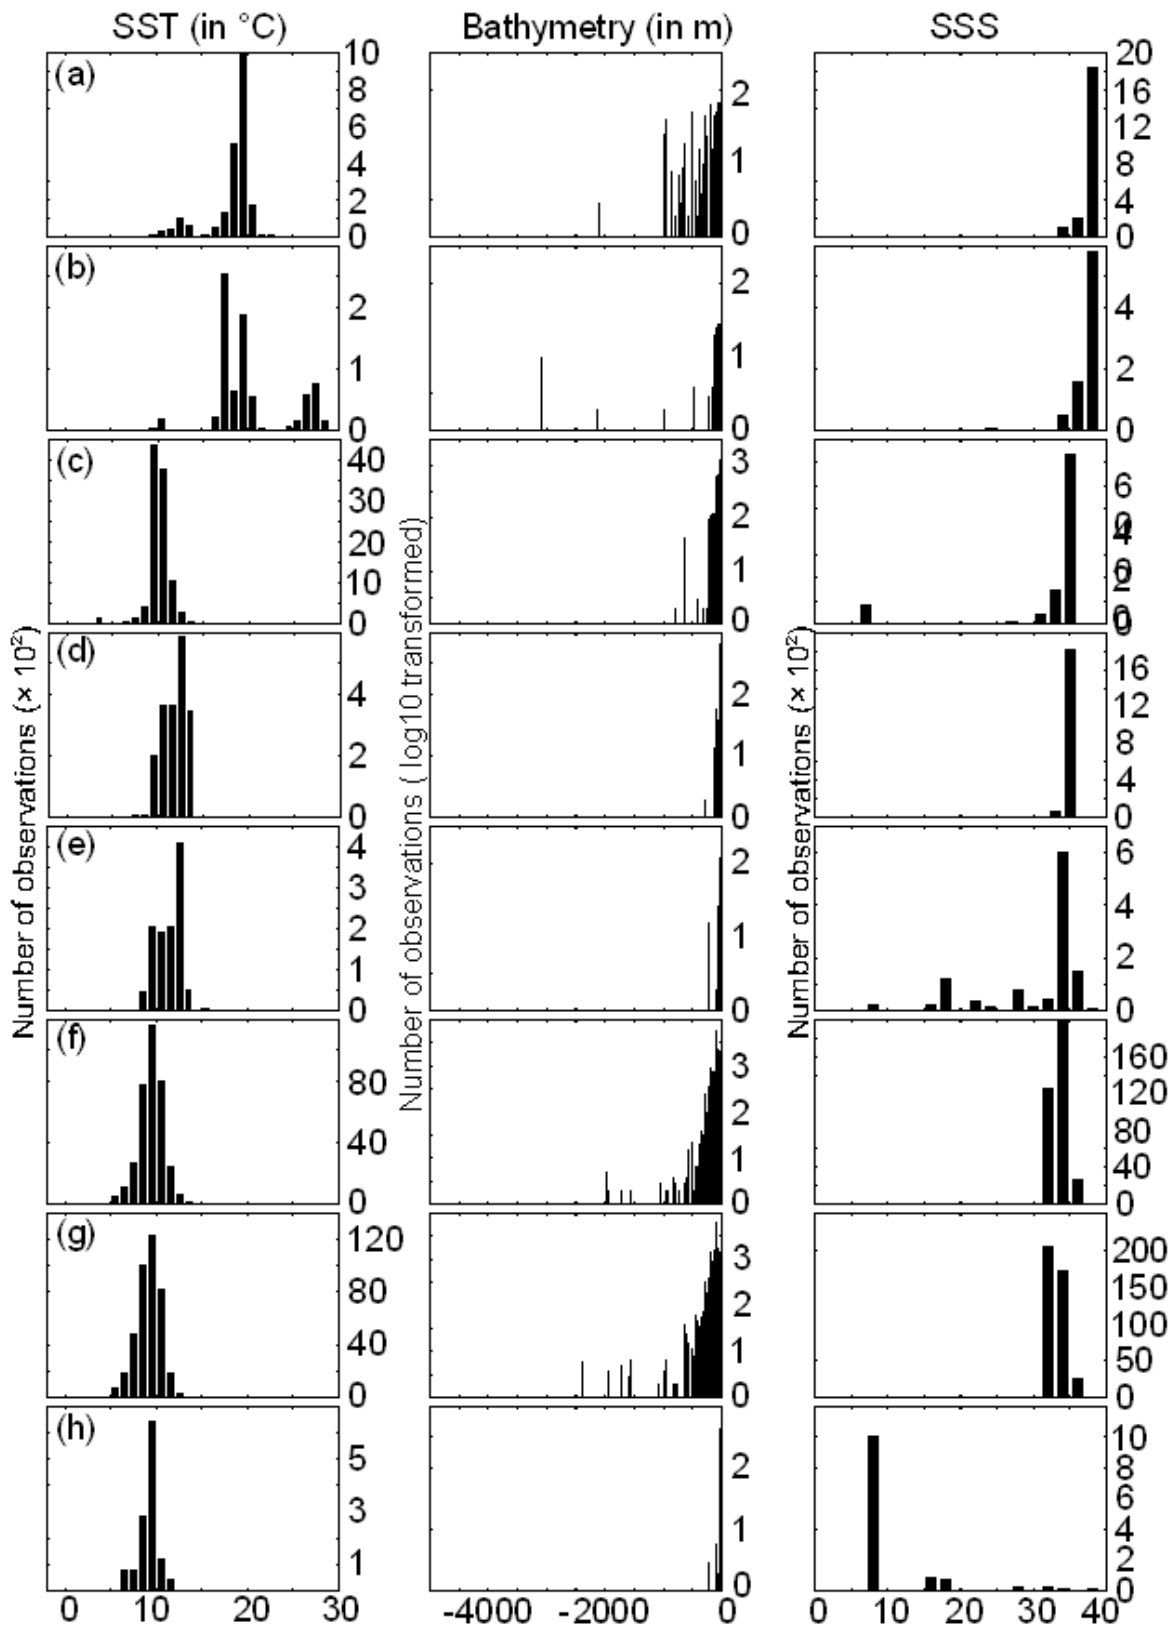 SST (in °C) Bathymetry (in m) SSS
(a) 10 8 6 4 2 0 2 1 0 20 16 12 8 4 0
(b) 2 1 0 2 1 0 4 2 0
(c) 40 30 20 10 0 3 2 1 0 6 4 2 0
(d) 4 2 0 2 1 0 16 12 8 4 0
(e) 4 3 2 1 0 2 1 0 6 4 2 0
(f) 80 40 0 3 2 1 0 160 120 80 40 0
(g) 120 80 40 0 3 2 1 0 200 150 100 50 0
(h) 5 3 1 2 1 0 10 8 6 4 2 0
0 10 20 30 -4000 -2000 0 0 10 20 30 40
Number of observations (× 10²)
Number of observations ( log10 transformed)
Number of observations (× 10²)